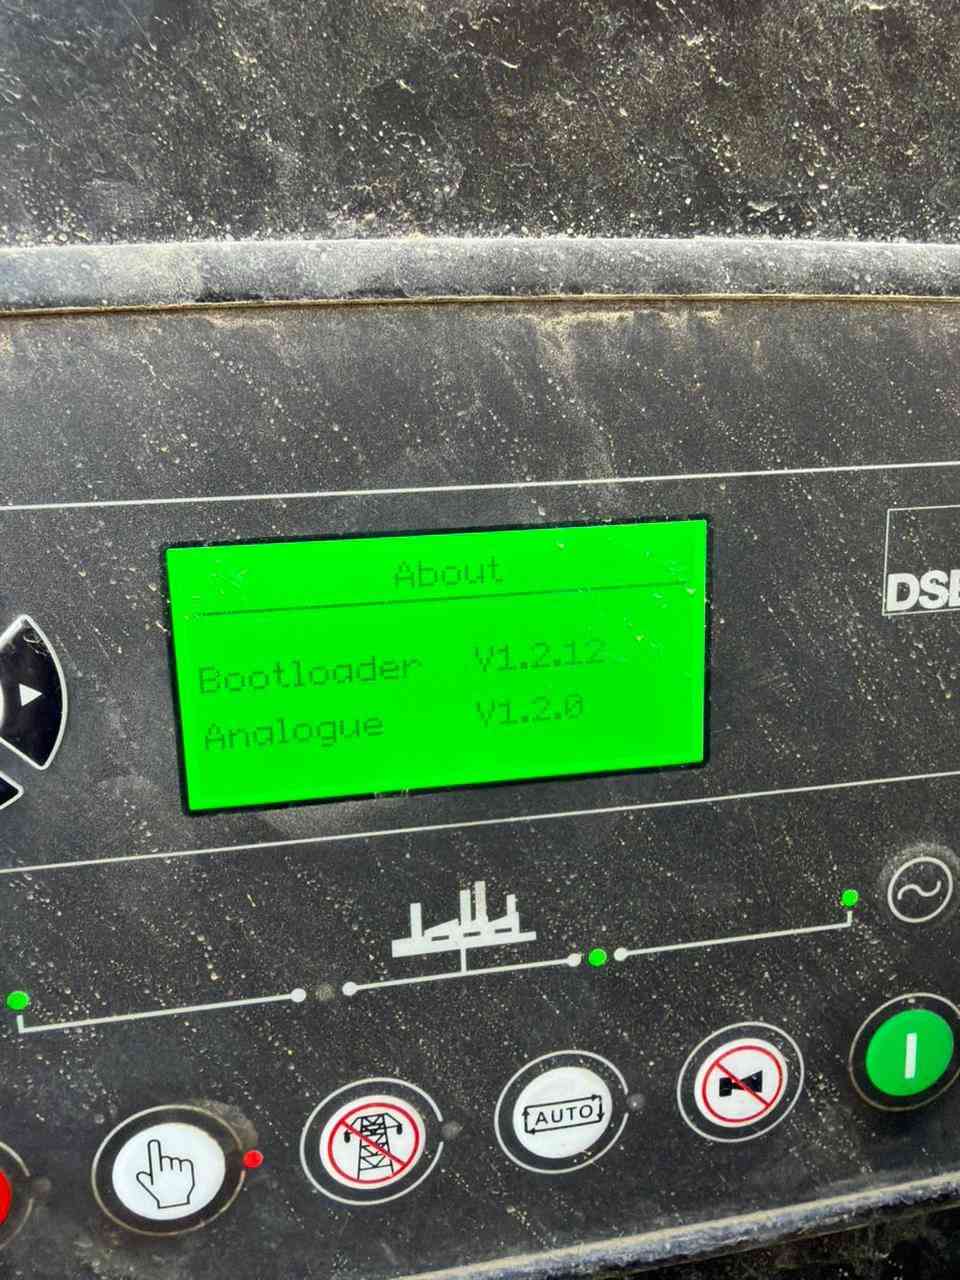 About
DSE
Bootloader V1.2.12
Analogue V1.2.0
AUTO